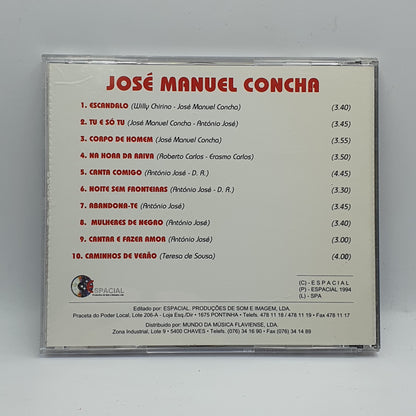 JOSÉ MANUEL CONCHA
1. ESCANDALO (Willy Chirino - José Manuel Concha) (3.40)
2. TU E SÓ TU (José Manuel Concha - António José) (3.45)
3. CORPO DE HOMEM (José Manuel Concha) (3.55)
4. NA HORA DA RAIVA (Roberto Carlos - Erasmo Carlos) (3.50)
5. CANTA COMIGO (António José - D. R.) (4.45)
6. NOITE SEM FRONTEIRAS (António José - D. R.) (3.30)
7. ABANDONA-TE (António José) (3.45)
8. MULHERES DE NEGRO (António José) (3.40)
9. CANTAR E FAZER AMOR (António José) (3.00)
10. CAMINHOS DE VERÃO (Teresa de Sousa) (4.00)
ESPACIAL
(C) - ESPACIAL
(P) - ESPACIAL 1994
(L) - SPA
Editado por: ESPACIAL. PRODUÇÕES DE SOM E IMAGEM, LDA.
Praceta do Poder Local, Lote 206-A - Loja Esq./Dir • 1675 PONTINHA • Telefs. 478 11 18 / 478 11 19 • Fax 478 11 17
Distribuido por: MUNDO DA MÚSICA FLAVIENSE, LDA.
Zona Industrial, Lote 9 • 5400 CHAVES • Telefs. (076) 34 16 90 • Fax (076) 34 14 89